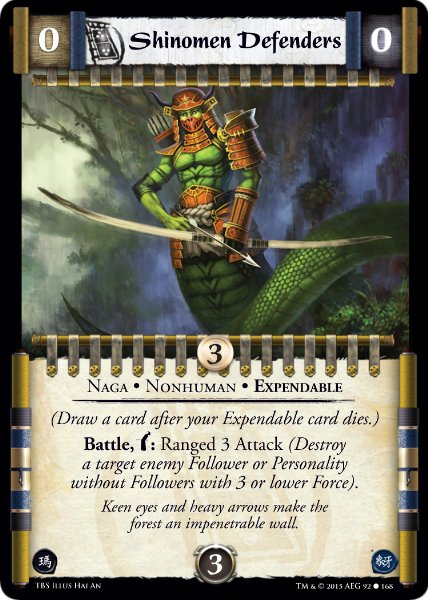 0 Shinomen Defenders 0
3
Naga • Nonhuman • Expendable
(Draw a card after your Expendable card dies.)
Battle, : Ranged 3 Attack (Destroy
a target enemy Follower or Personality
without Followers with 3 or lower Force).
Keen eyes and heavy arrows make the
forest an impenetrable wall.
3
TBS Illus Hai An TM & © 2015 AEG 92 ● 168